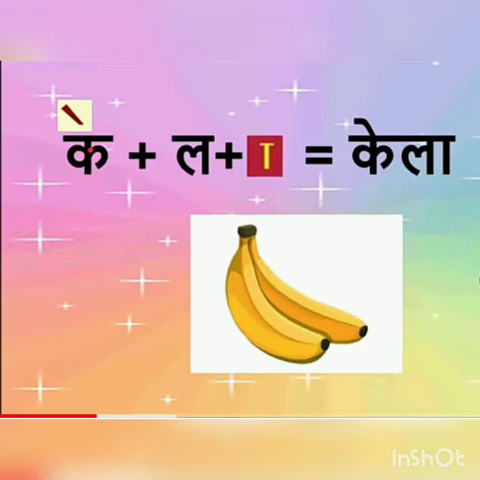 के + ल+ा = केला
InShOt